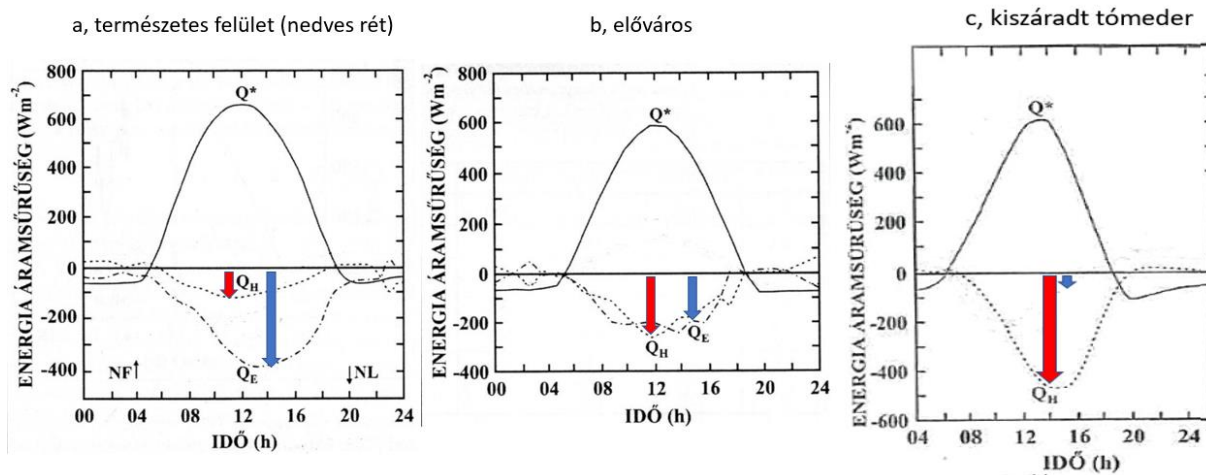 a, természetes felület (nedves rét)
ENERGIA ÁRAMSŰRŰSÉG (Wm-2)
800
600
400
200
0
-200
-400
Q*
QH
QE
NF
NL
00 04 08 12 16 20 24
IDŐ (h)
b, előváros
ENERGIA ÁRAMSŰRŰSÉG (Wm-2)
800
600
400
200
0
-200
-400
Q*
QH
QE
00 04 08 12 16 20 24
IDŐ (h)
c, kiszáradt tómeder
ENERGIA ÁRAMSŰRŰSÉG (Wm-2)
600
400
200
0
-200
-400
-600
Q*
QH
04 08 12 16 20 24
IDŐ (h)